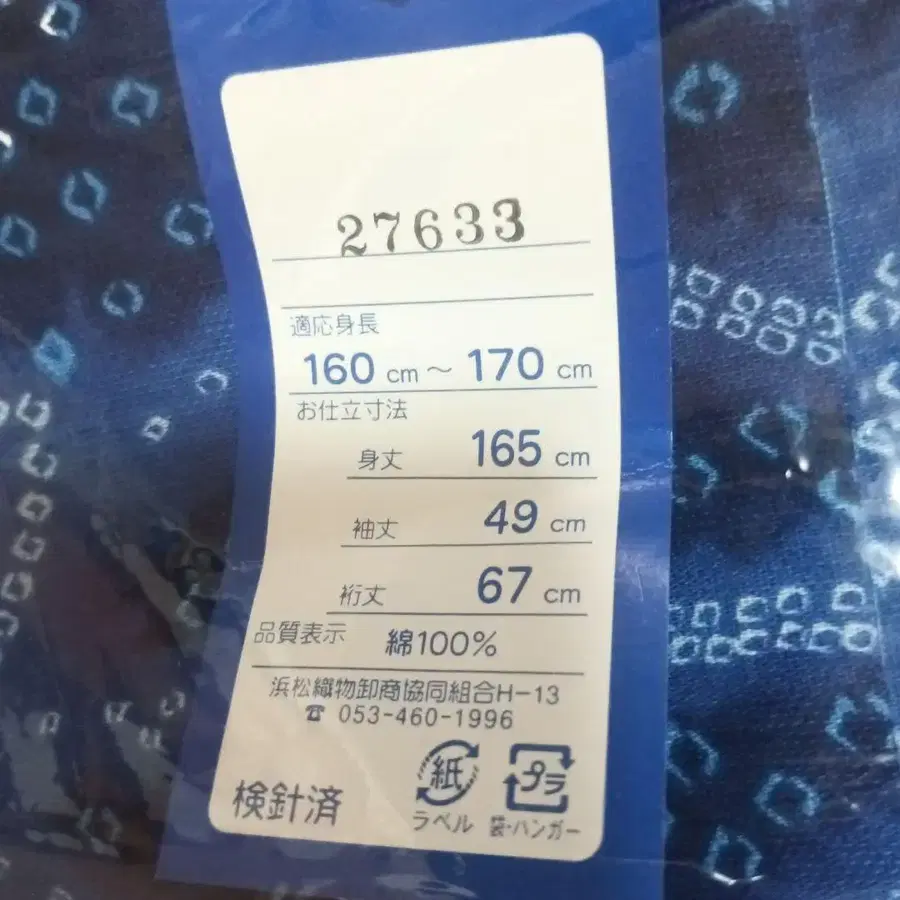 27633
適応身長
160 cm ～ 170 cm
お仕立寸法
身丈 165 cm
袖丈 49 cm
裄丈 67 cm
品質表示 綿100%
浜松織物卸商協同組合H-13
☎ 053-460-1996
検針済
紙
ラベル
プラ
袋・ハンガー